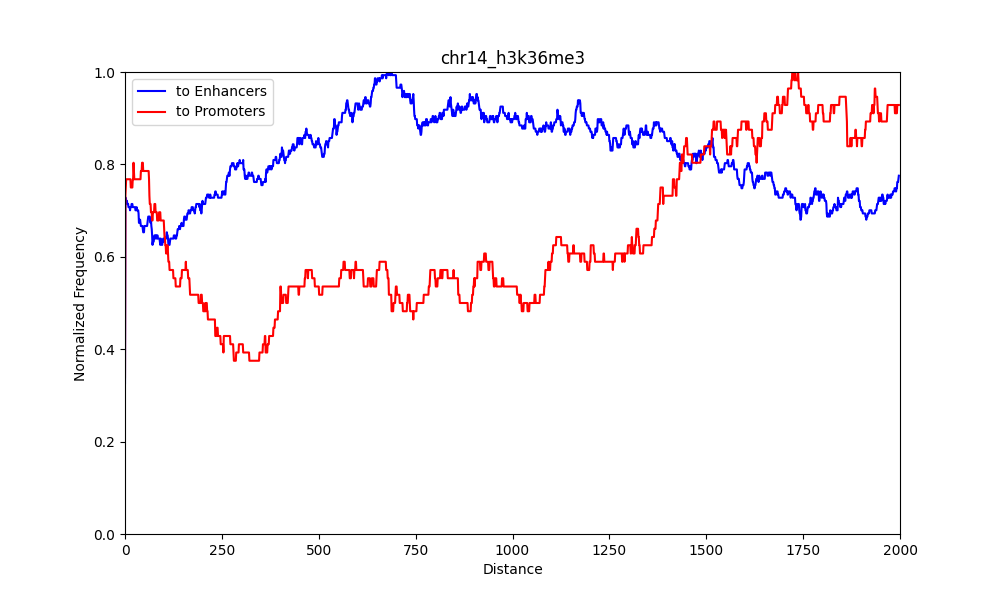 chr14_h3k36me3
to Enhancers
to Promoters
1.0
0.8
0.6
0.4
0.2
0.0
Normalized Frequency
0 250 500 750 1000 1250 1500 1750 2000
Distance